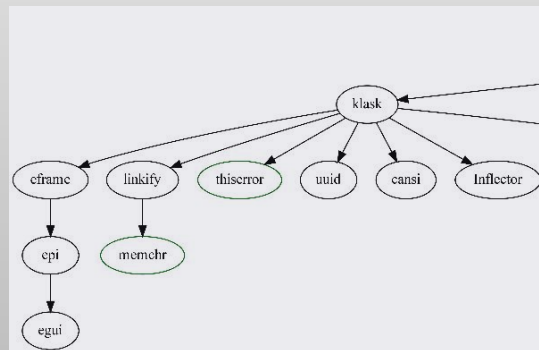 klask
eframe
linkify
thiserror
uuid
cansi
Inflector
epi
memchr
egui